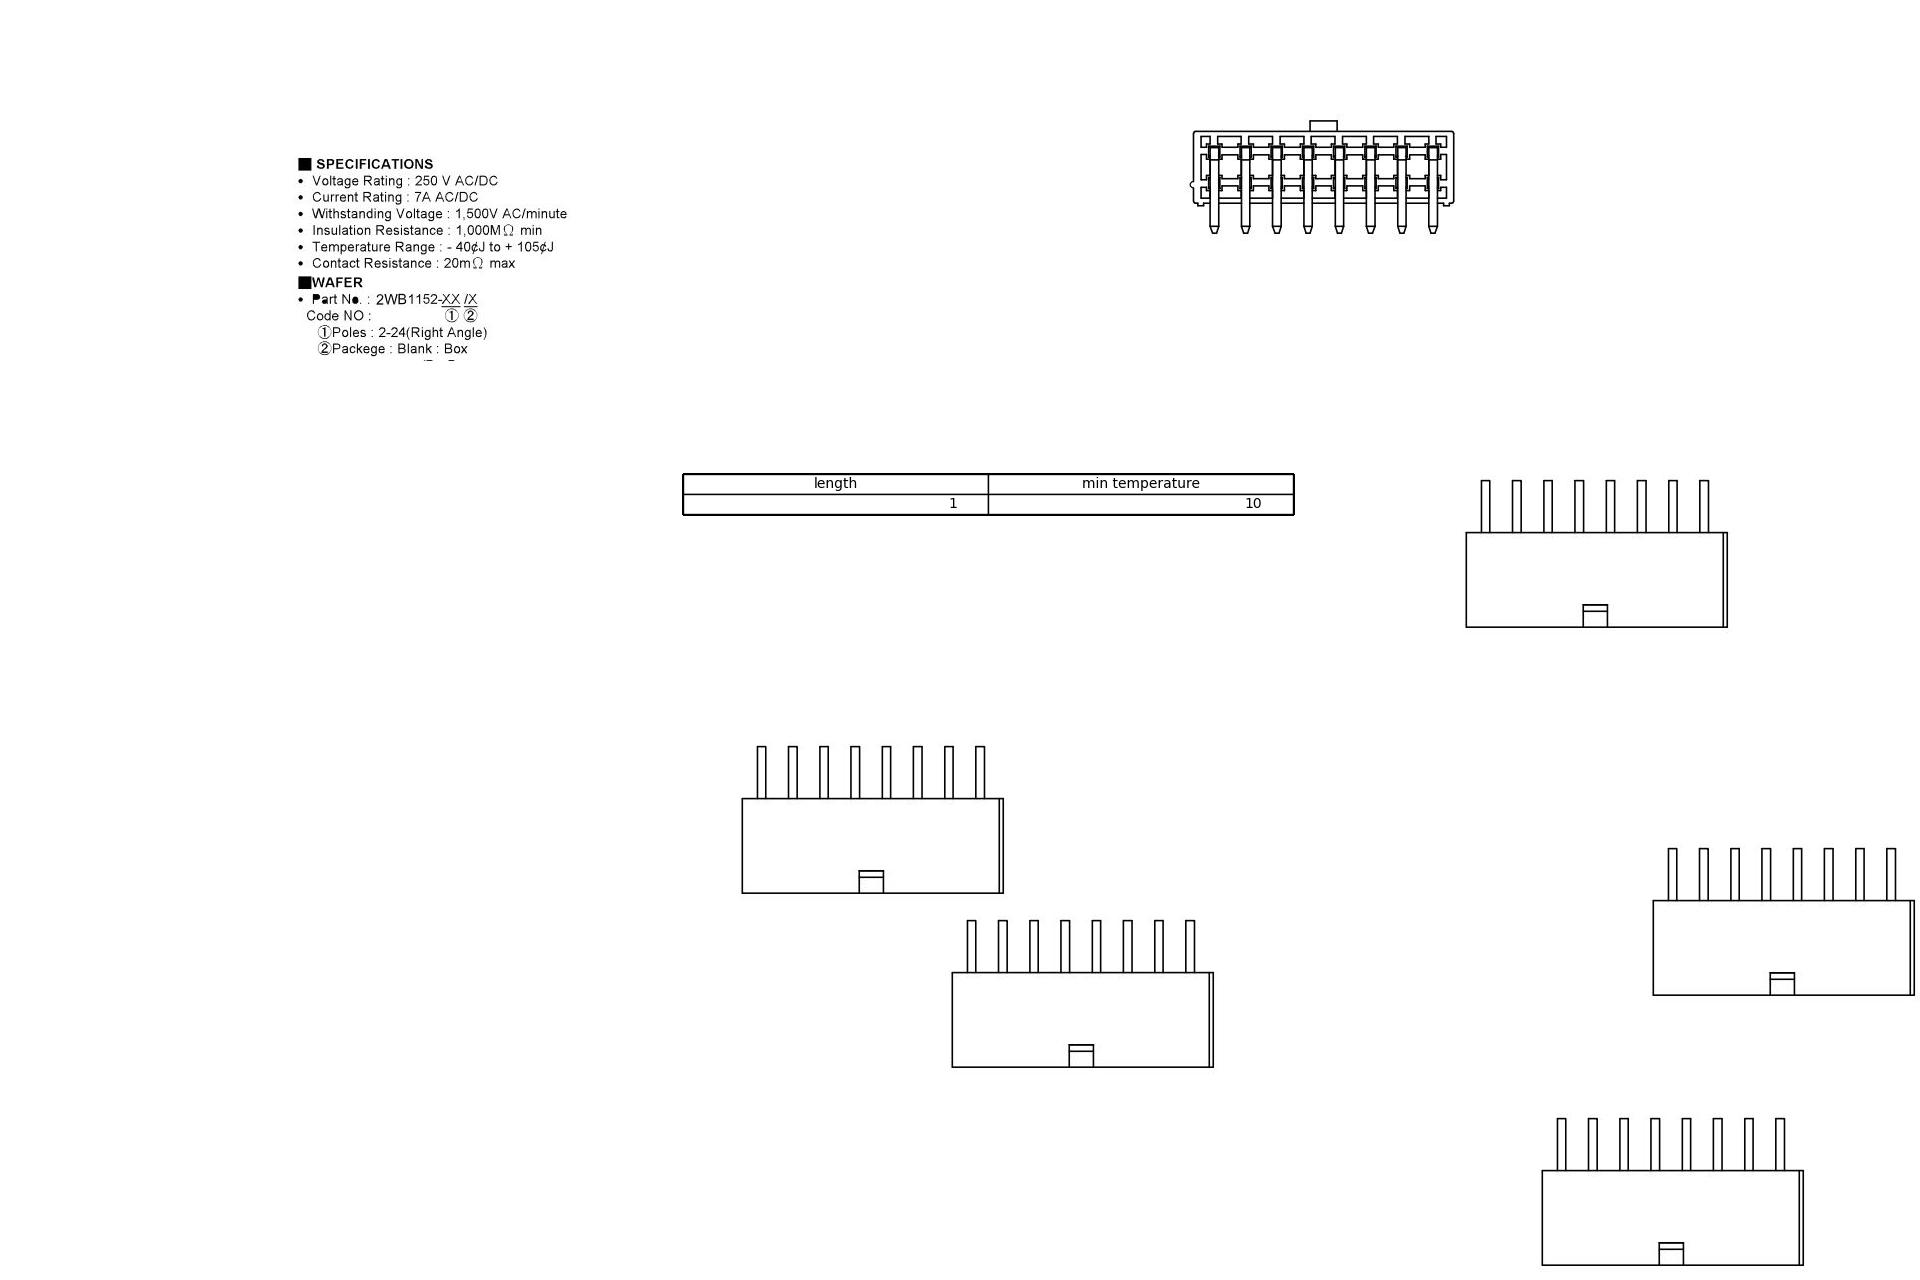 ■ SPECIFICATIONS
• Voltage Rating : 250 V AC/DC
• Current Rating : 7A AC/DC
• Withstanding Voltage : 1,500V AC/minute
• Insulation Resistance : 1,000MΩ min
• Temperature Range : - 40¢J to + 105¢J
• Contact Resistance : 20mΩ max
■WAFER
• Part No. : 2WB1152-XX /X
Code NO : ① ②
①Poles : 2-24(Right Angle)
②Packege : Blank : Box
length min temperature
1 10